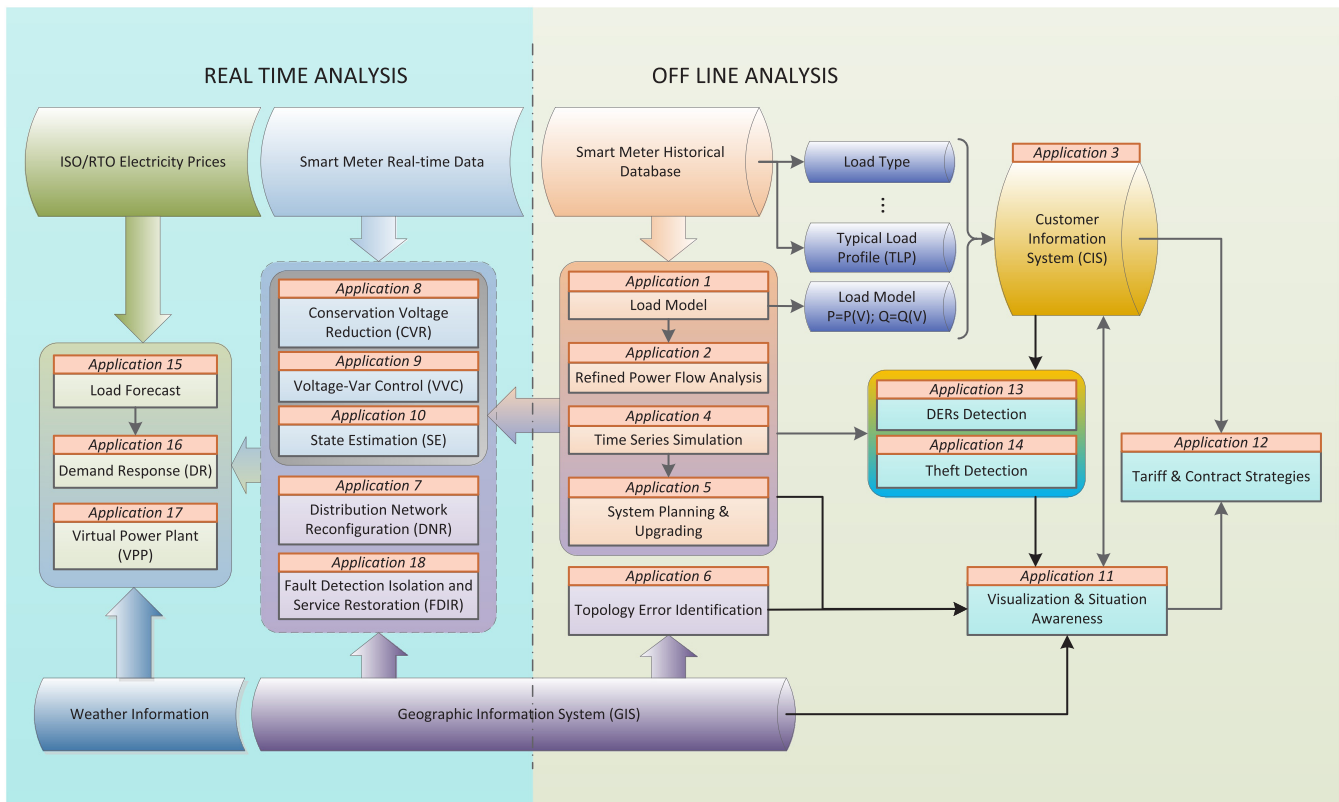 REAL TIME ANALYSIS
OFF LINE ANALYSIS
ISO/RTO Electricity Prices
Smart Meter Real-time Data
Smart Meter Historical
Database
Load Type
⋮
Typical Load
Profile (TLP)
Load Model
P=P(V); Q=Q(V)
Application 3
Customer
Information
System (CIS)
Application 15
Load Forecast
Application 16
Demand Response (DR)
Application 17
Virtual Power Plant
(VPP)
Application 8
Conservation Voltage
Reduction (CVR)
Application 9
Voltage-Var Control (VVC)
Application 10
State Estimation (SE)
Application 7
Distribution Network
Reconfiguration (DNR)
Application 18
Fault Detection Isolation and
Service Restoration (FDIR)
Application 1
Load Model
Application 2
Refined Power Flow Analysis
Application 4
Time Series Simulation
Application 5
System Planning &
Upgrading
Application 6
Topology Error Identification
Application 13
DERs Detection
Application 14
Theft Detection
Application 12
Tariff & Contract Strategies
Application 11
Visualization & Situation
Awareness
Weather Information
Geographic Information System (GIS)